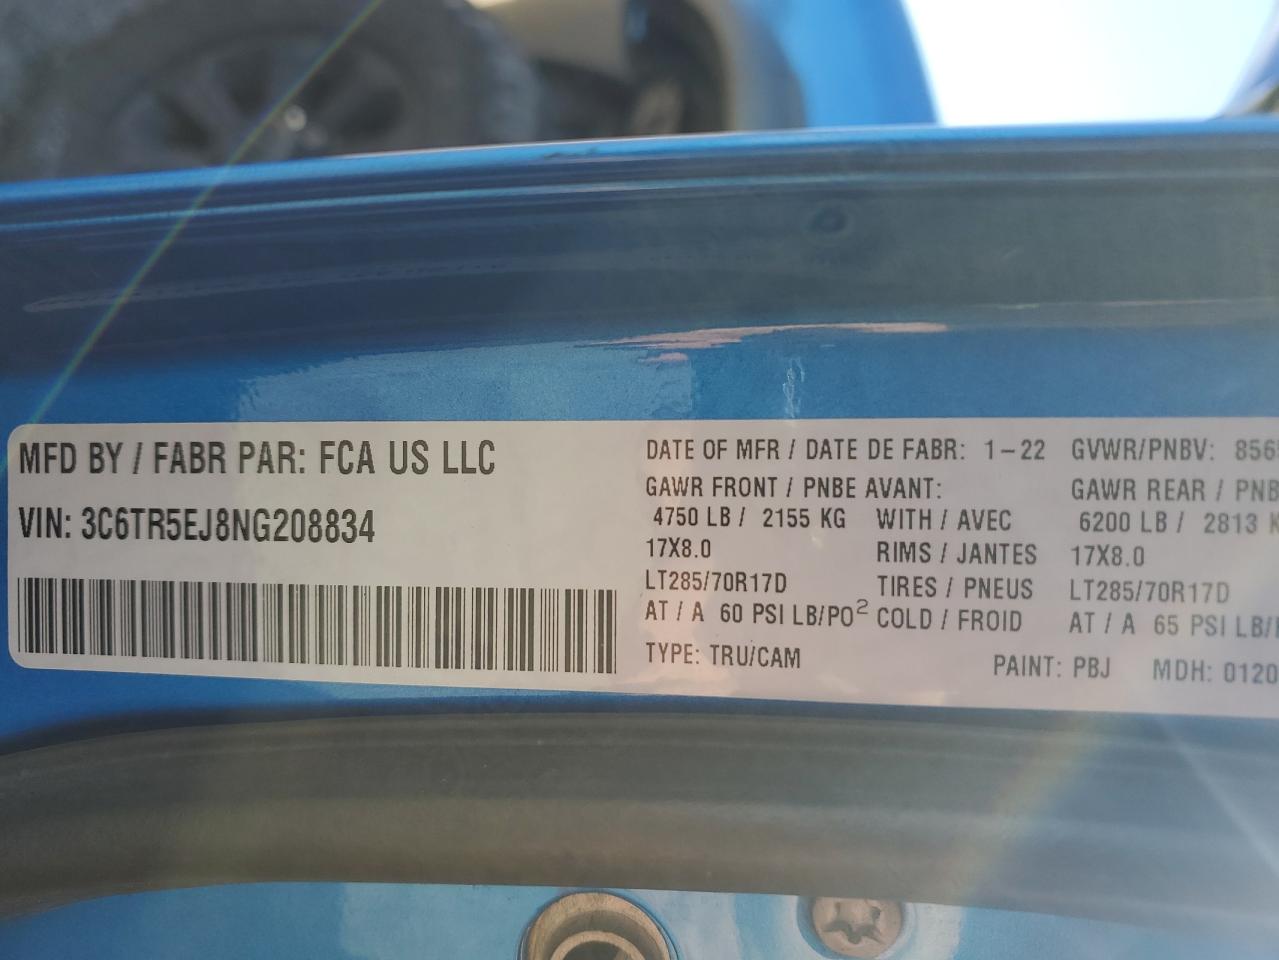 MFD BY / FABR PAR: FCA US LLC
VIN: 3C6TR5EJ8NG208834
DATE OF MFR / DATE DE FABR: 1-22 GVWR/PNBV:
GAWR FRONT / PNBE AVANT: GAWR REAR /
4750 LB / 2155 KG WITH / AVEC 6200 LB / 2813
17X8.0 RIMS / JANTES 17X8.0
LT285/70R17D TIRES / PNEUS LT285/70R17D
AT / A 60 PSI LB/PO² COLD / FROID AT / A 65 PSI
TYPE: TRU/CAM PAINT: PBJ MDH: